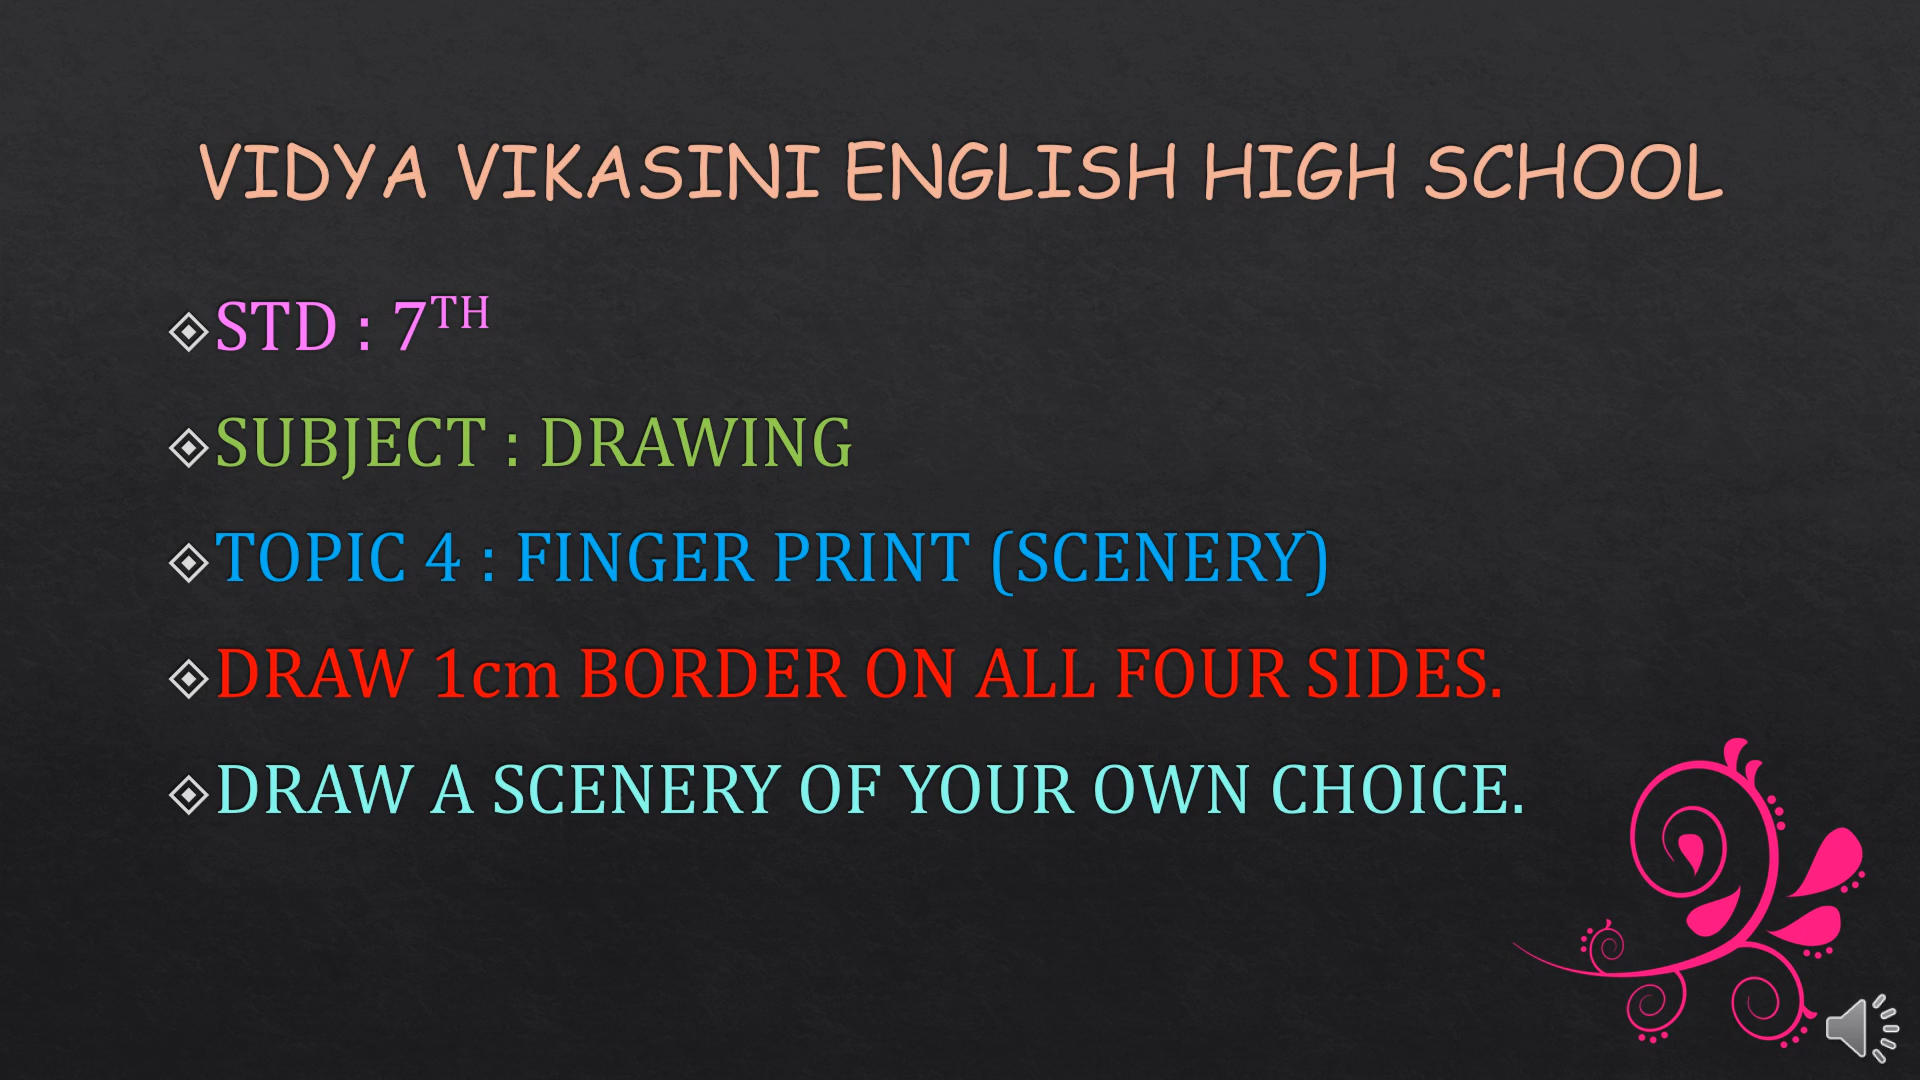 VIDYA VIKASINI ENGLISH HIGH SCHOOL
STD : 7TH
SUBJECT : DRAWING
TOPIC 4 : FINGER PRINT (SCENERY)
DRAW 1cm BORDER ON ALL FOUR SIDES.
DRAW A SCENERY OF YOUR OWN CHOICE.